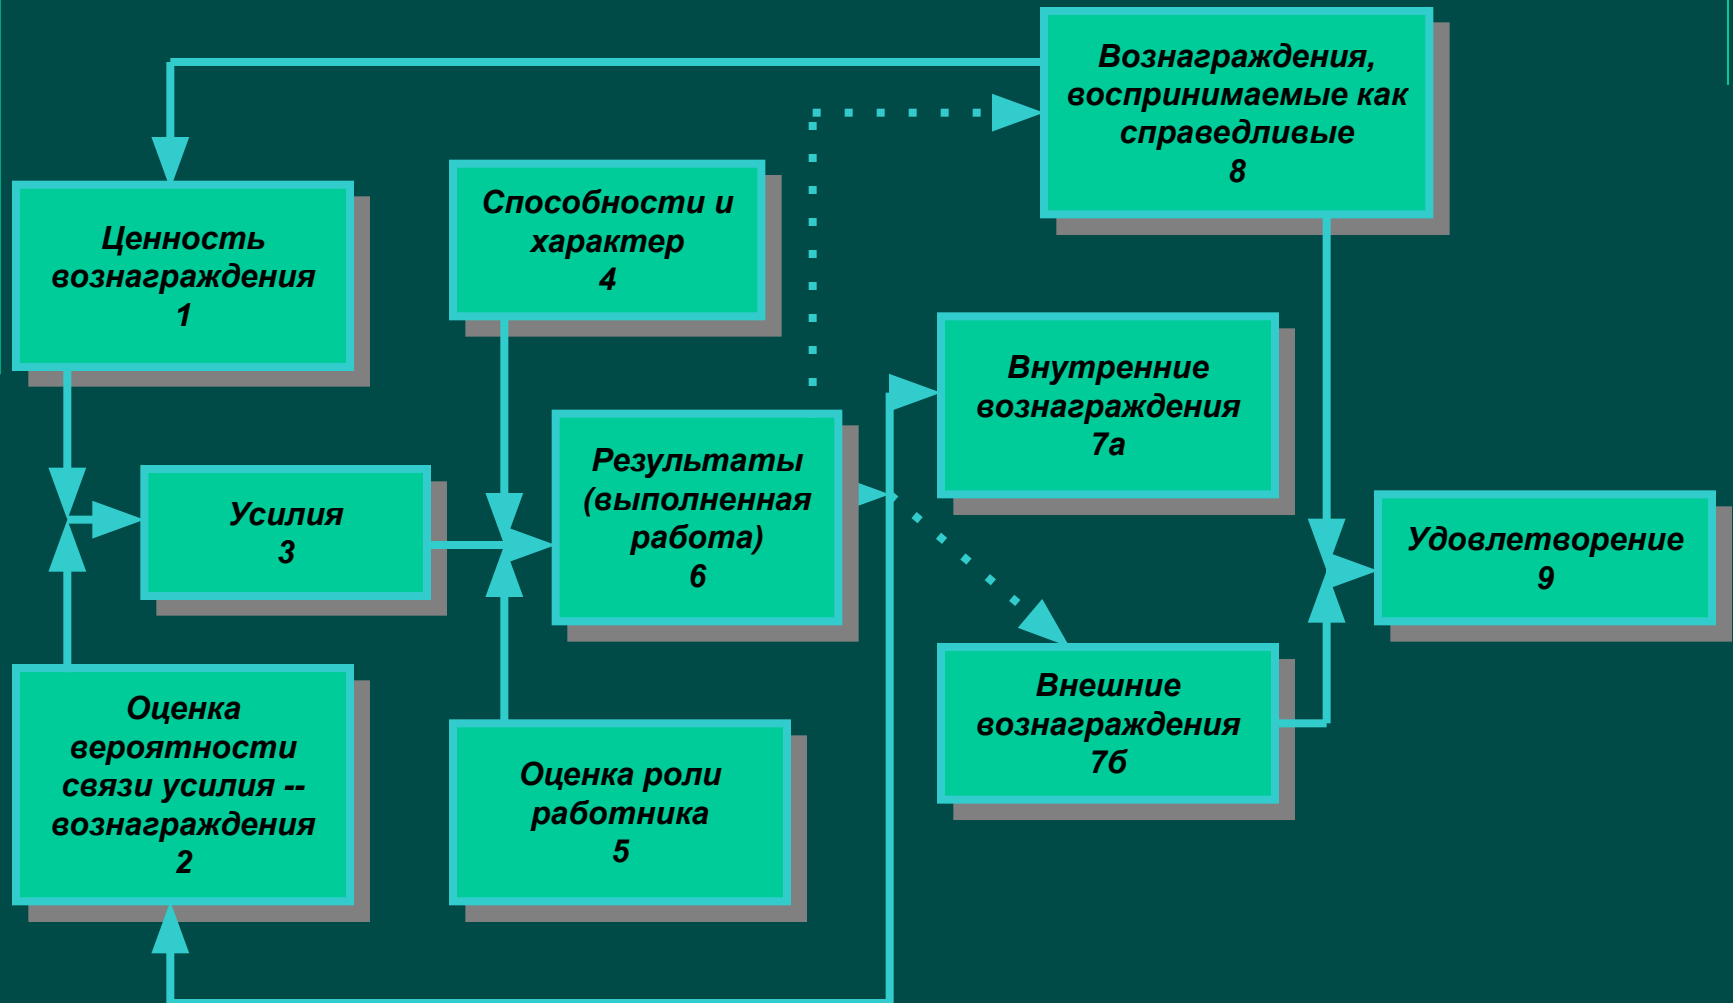 Вознаграждения,
воспринимаемые как
справедливые
8
Ценность
вознаграждения
1
Способности и
характер
4
Внутренние
вознаграждения
7а
Результаты
(выполненная
работа)
6
Усилия
3
Удовлетворение
9
Оценка
вероятности
связи усилия --
вознаграждения
2
Оценка роли
работника
5
Внешние
вознаграждения
7б